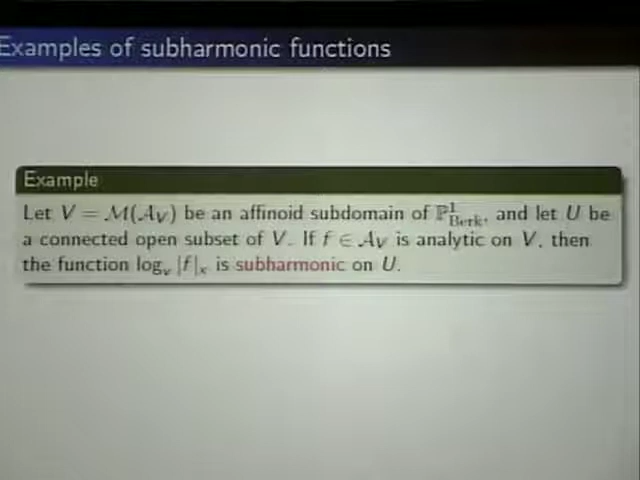 Examples of subharmonic functions
Example
Let V = M(A_V) be an affinoid subdomain of ℙ¹_Berk, and let U be
a connected open subset of V. If f ∈ A_V is analytic on V, then
the function log_v |f|_x is subharmonic on U.